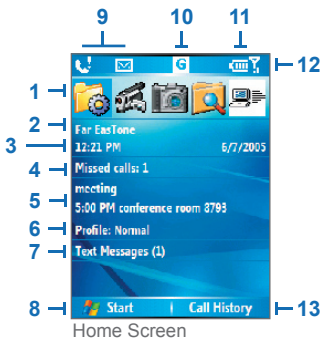 9 10 11
G
12
1
2 Far EasTone
3 12:21 PM 6/7/2005
4 Missed calls: 1
meeting
5 5:00 PM conference room 8793
6 Profile: Normal
7 Text Messages (1)
8 Start Call History 13
Home Screen